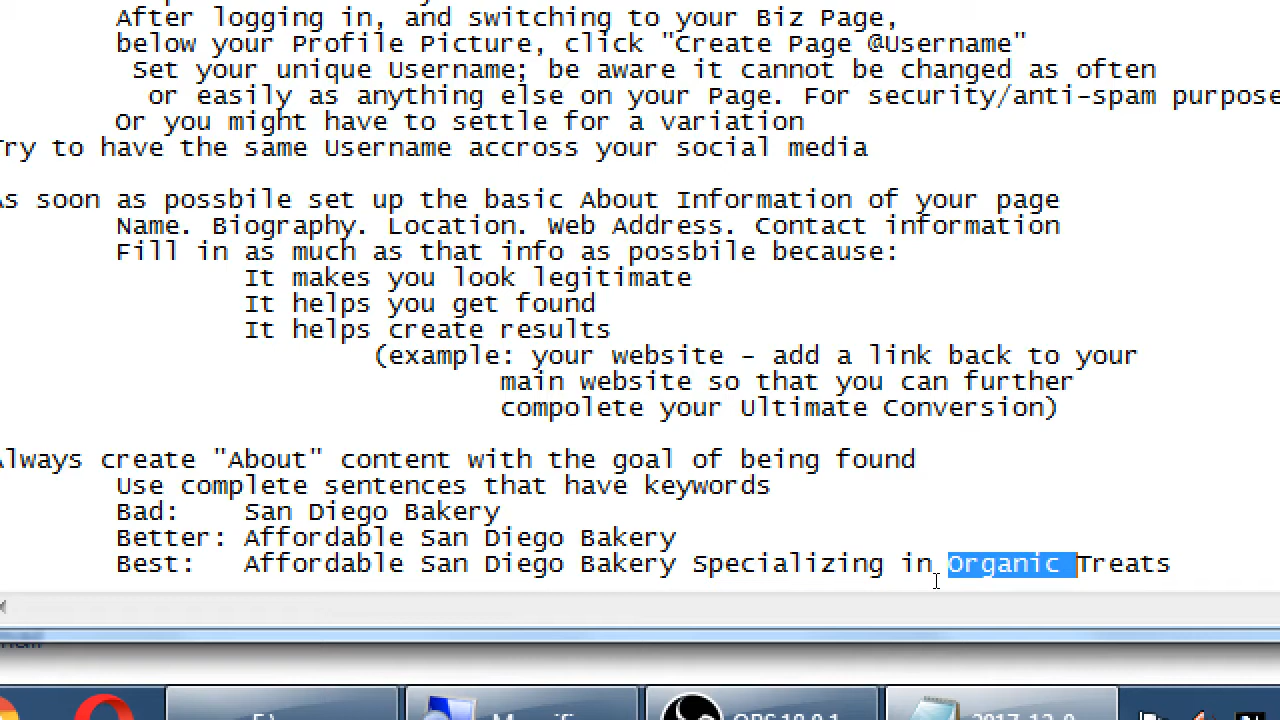 After logging in, and switching to your Biz Page,
below your Profile Picture, click "Create Page @Username"
Set your unique Username; be aware it cannot be changed as often
or easily as anything else on your Page. For security/anti-spam purpose
Or you might have to settle for a variation
Try to have the same Username accross your social media
As soon as possbile set up the basic About Information of your page
Name. Biography. Location. Web Address. Contact information
Fill in as much as that info as possbile because:
It makes you look legitimate
It helps you get found
It helps create results
(example: your website - add a link back to your
main website so that you can further
compolete your Ultimate Conversion)
Always create "About" content with the goal of being found
Use complete sentences that have keywords
Bad: San Diego Bakery
Better: Affordable San Diego Bakery
Best: Affordable San Diego Bakery Specializing in Organic Treats